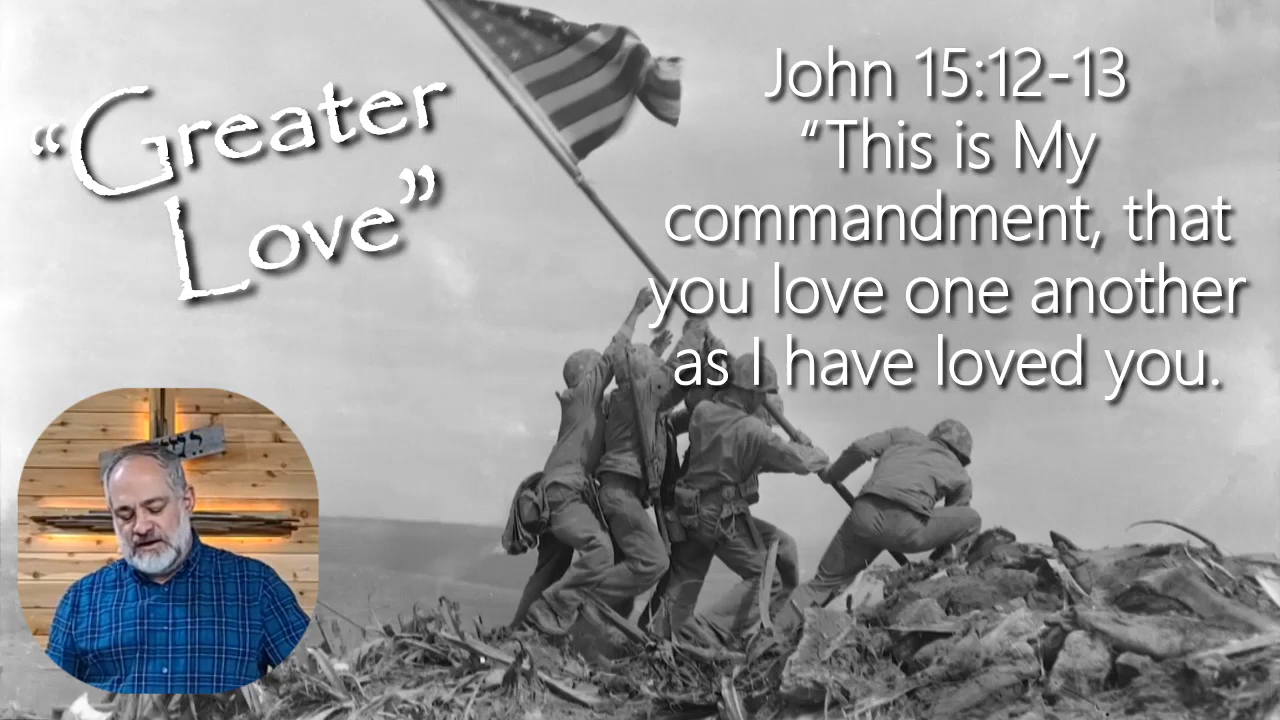 “Greater
Love”
John 15:12-13
“This is My
commandment, that
you love one another
as I have loved you.